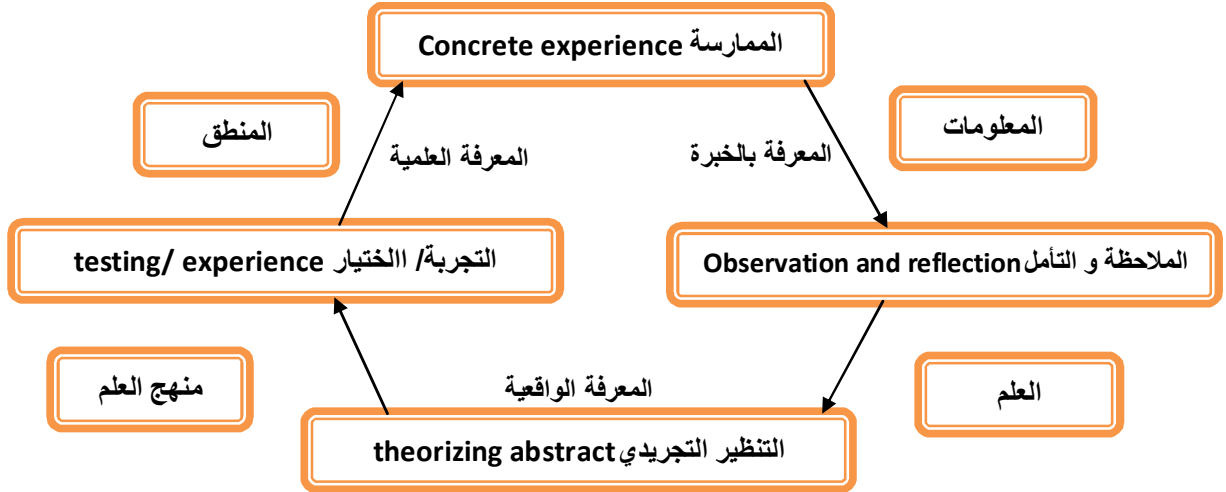 الممارسة Concrete experience
المنطق
المعلومات
المعرفة العلمية
المعرفة بالخبرة
التجربة/ االختيار testing/ experience
الملاحظة و التأمل Observation and reflection
منهج العلم
المعرفة الواقعية
العلم
التنظير التجريدي theorizing abstract